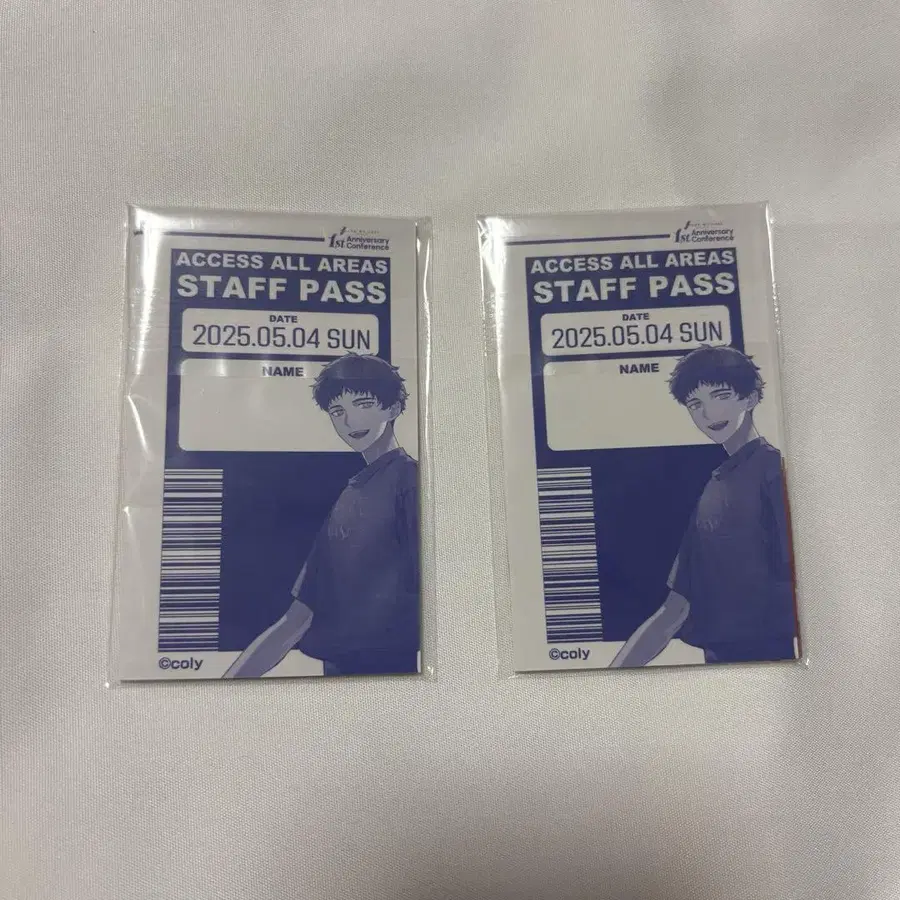 1st Anniversary
Conference
ACCESS ALL AREAS
STAFF PASS
DATE
2025.05.04 SUN
NAME
©coly
1st Anniversary
Conference
ACCESS ALL AREAS
STAFF PASS
DATE
2025.05.04 SUN
NAME
©coly